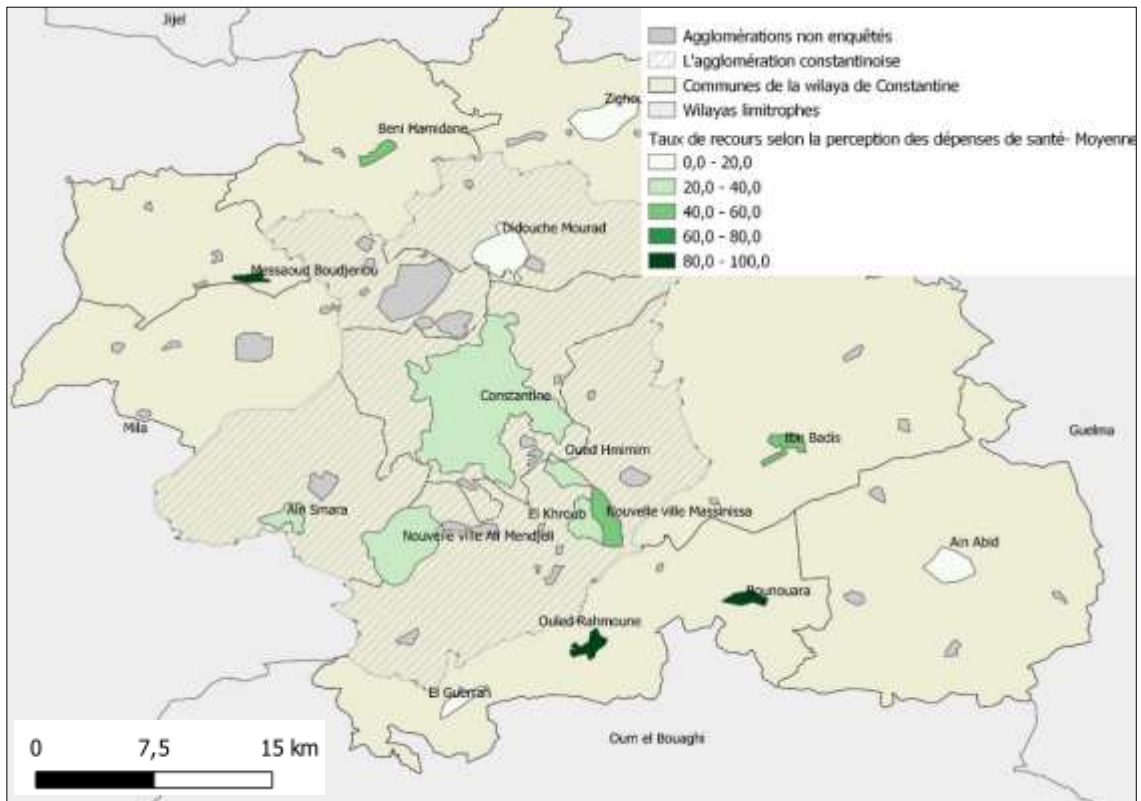 Jijel
Agglomérations non enquêtés
L'agglomération constantinoise
Communes de la wilaya de Constantine
Wilayas limitrophes
Taux de recours selon la perception des dépenses de santé- Moyenne
0,0 - 20,0
20,0 - 40,0
40,0 - 60,0
60,0 - 80,0
80,0 - 100,0
Zighou
Beni Hamidane
Didouche Mourad
Messaoud Boudjeriou
Constantine
Mila
Guelma
Ibn Badis
Oued Hmimim
Ain Smara
El Khroub
Nouvelle ville Massinissa
Nouvelle ville Ali Mendjeli
Ain Abid
Bounouara
Ouled Rahmoune
El Guerrah
Oum el Bouaghi
0 7,5 15 km